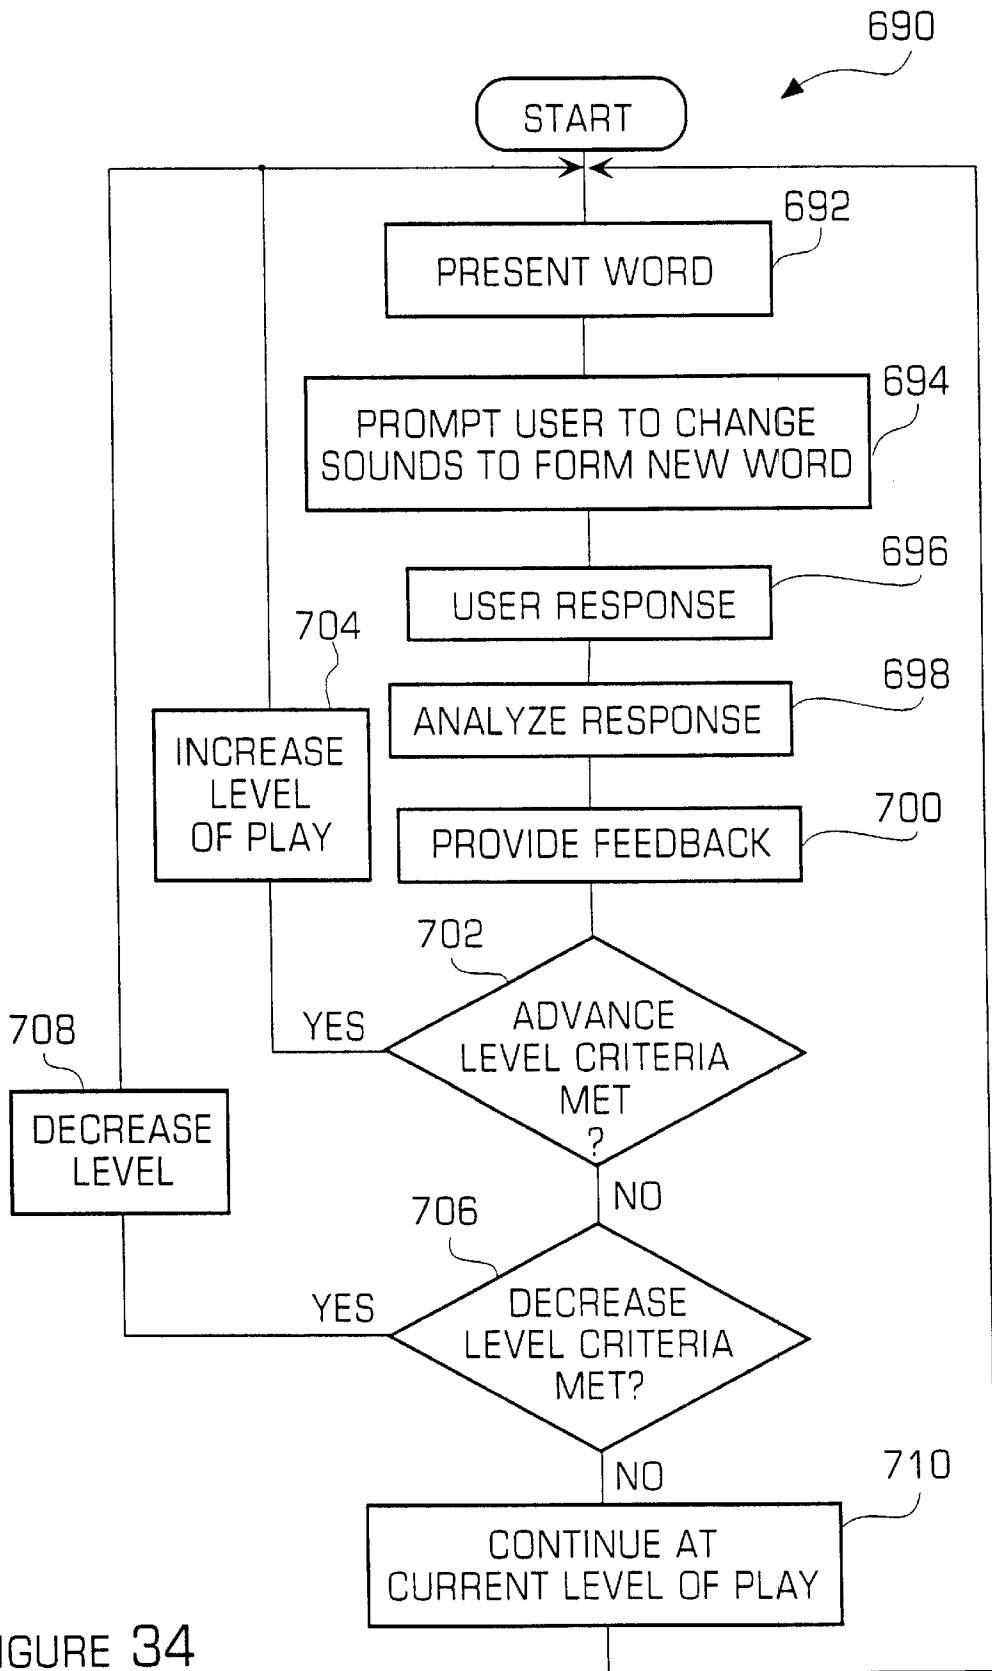 690
START
692
PRESENT WORD
694
PROMPT USER TO CHANGE
SOUNDS TO FORM NEW WORD
696
USER RESPONSE
698
ANALYZE RESPONSE
704
INCREASE
LEVEL
OF PLAY
700
PROVIDE FEEDBACK
702
ADVANCE
LEVEL CRITERIA
MET
?
YES
708
DECREASE
LEVEL
NO
706
DECREASE
LEVEL CRITERIA
MET?
YES
NO
710
CONTINUE AT
CURRENT LEVEL OF PLAY
IGURE 34